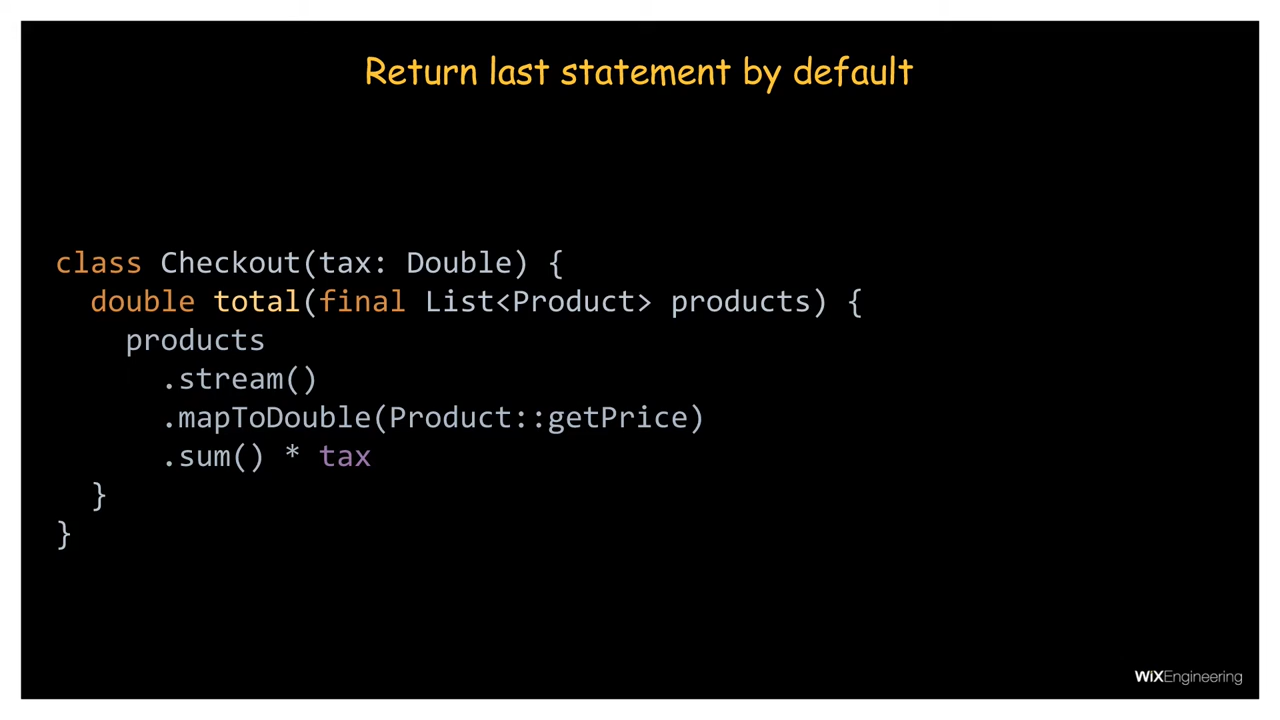 Return last statement by default
class Checkout(tax: Double) {
  double total(final List<Product> products) {
    products
      .stream()
      .mapToDouble(Product::getPrice)
      .sum() * tax
  }
}
WiXEngineering